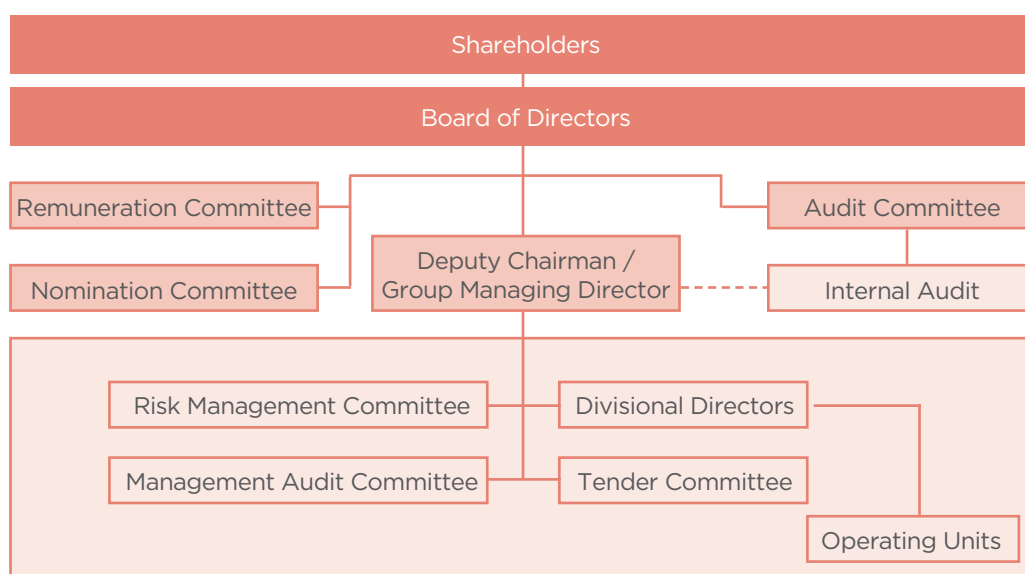 Shareholders
Board of Directors
Remuneration Committee
Audit Committee
Nomination Committee
Deputy Chairman /
Group Managing Director
Internal Audit
Risk Management Committee
Divisional Directors
Management Audit Committee
Tender Committee
Operating Units